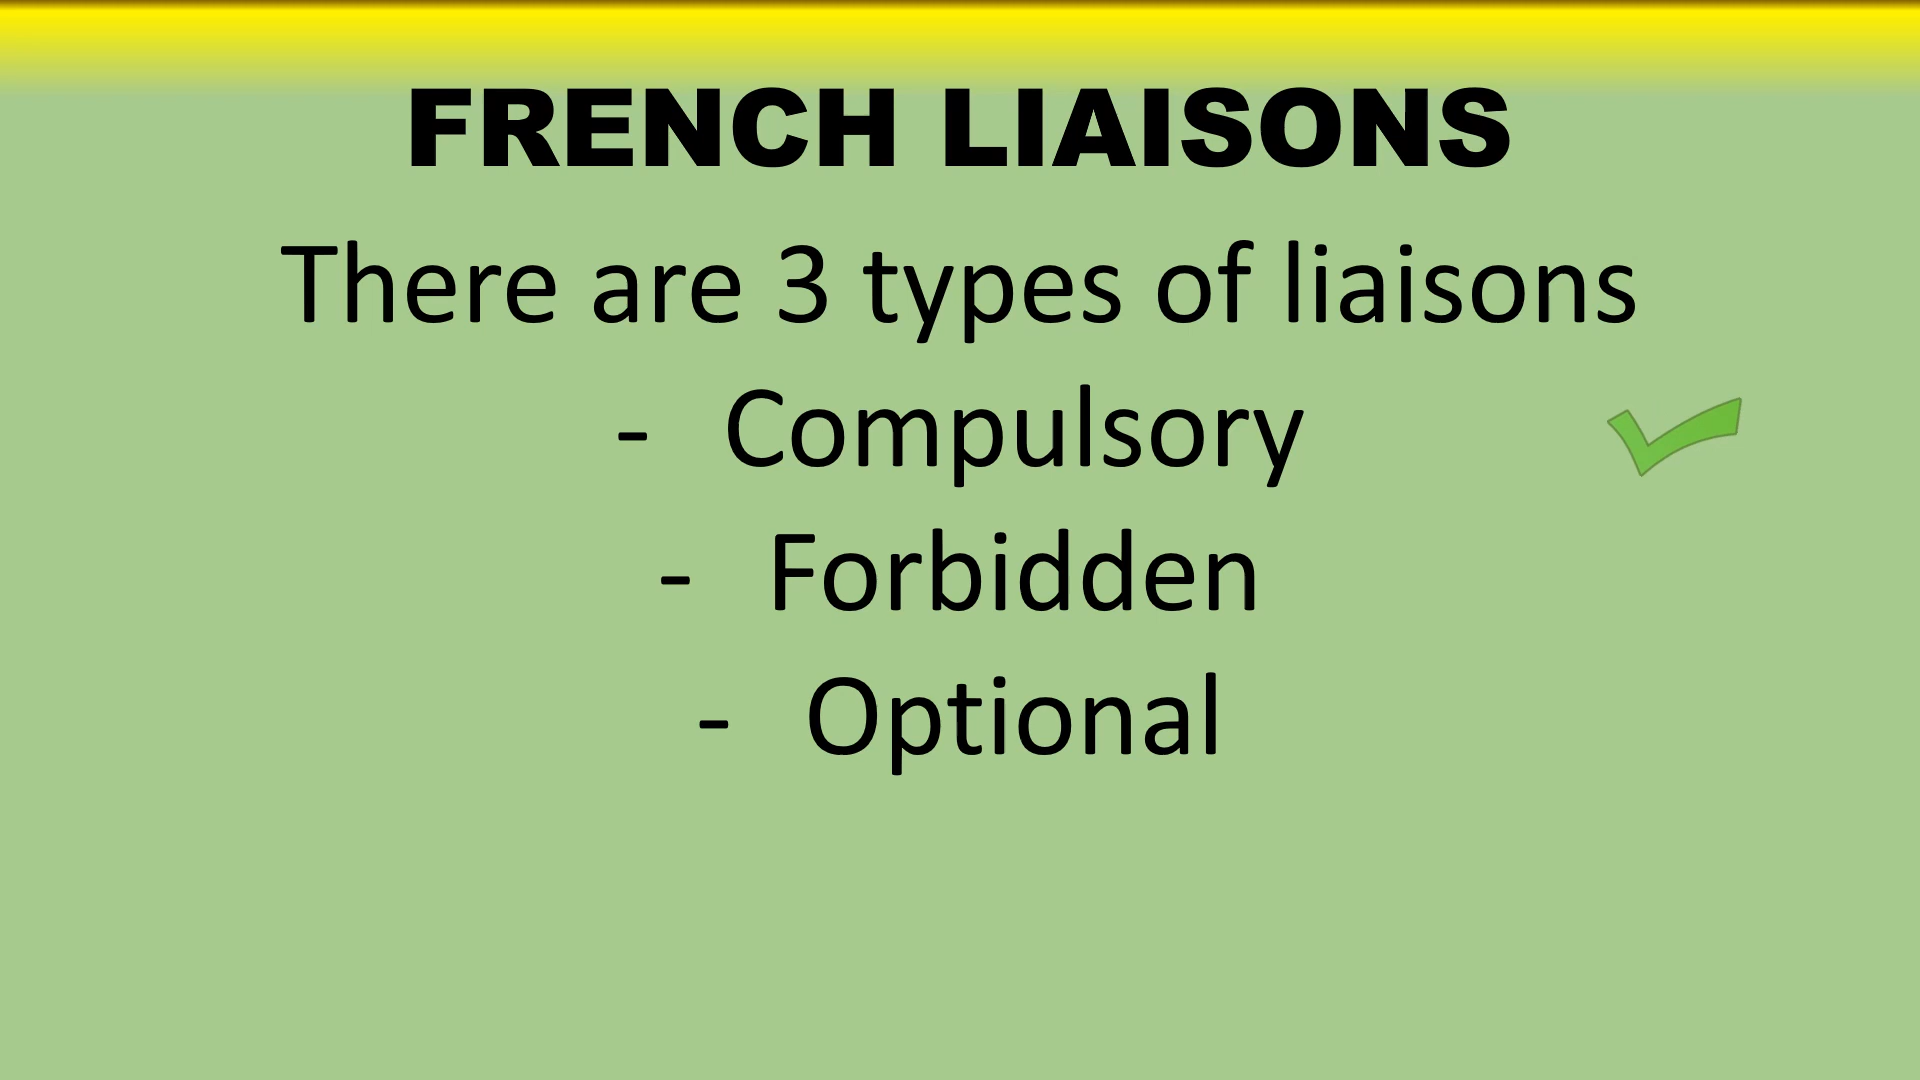 FRENCH LIAISONS
There are 3 types of liaisons
- Compulsory
- Forbidden
- Optional